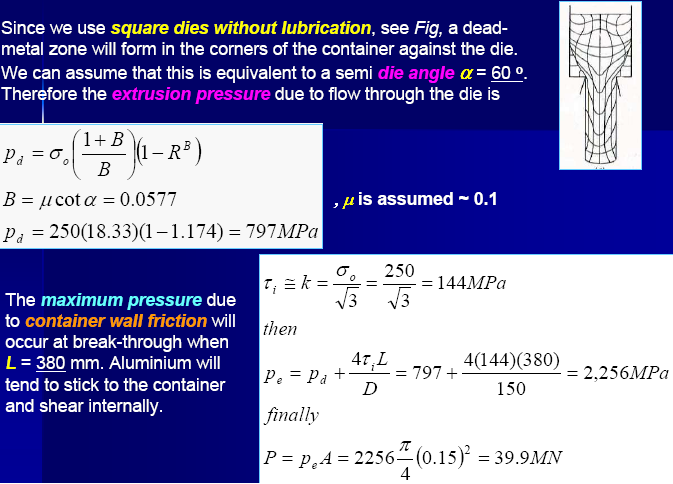 Since we use square dies without lubrication, see Fig, a dead-
metal zone will form in the corners of the container against the die.
We can assume that this is equivalent to a semi die angle α = 60 º.
Therefore the extrusion pressure due to flow through the die is
p_d = σ_o ((1 + B)/B)(1 − R^B)
B = μ cot α = 0.0577
, μ is assumed ~ 0.1
p_d = 250(18.33)(1 − 1.174) = 797MPa
The maximum pressure due
to container wall friction will
occur at break-through when
L = 380 mm. Aluminium will
tend to stick to the container
and shear internally.
τ_i ≅ k = σ_o/√3 = 250/√3 = 144MPa
then
p_e = p_d + 4τ_i L/D = 797 + 4(144)(380)/150 = 2,256MPa
finally
P = p_e A = 2256 π/4 (0.15)² = 39.9MN